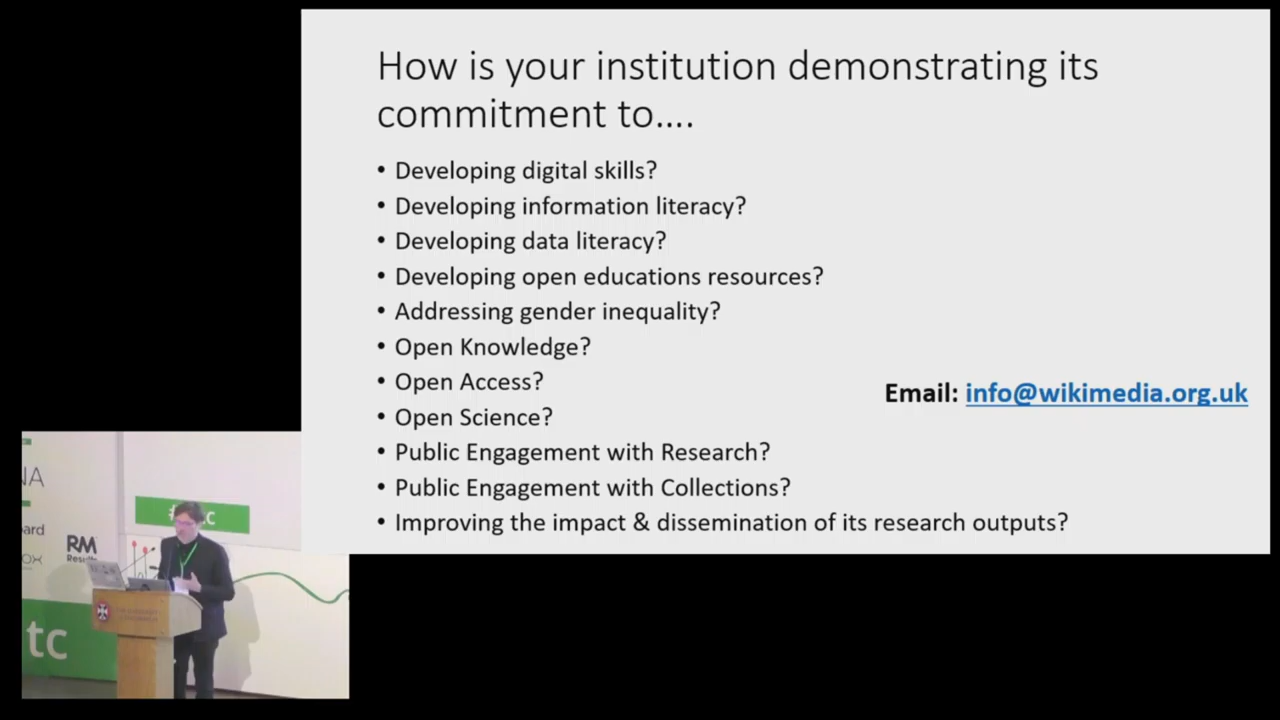 How is your institution demonstrating its
commitment to....
• Developing digital skills?
• Developing information literacy?
• Developing data literacy?
• Developing open educations resources?
• Addressing gender inequality?
• Open Knowledge?
• Open Access?
• Open Science?
• Public Engagement with Research?
• Public Engagement with Collections?
• Improving the impact & dissemination of its research outputs?
Email: info@wikimedia.org.uk
RM
tc